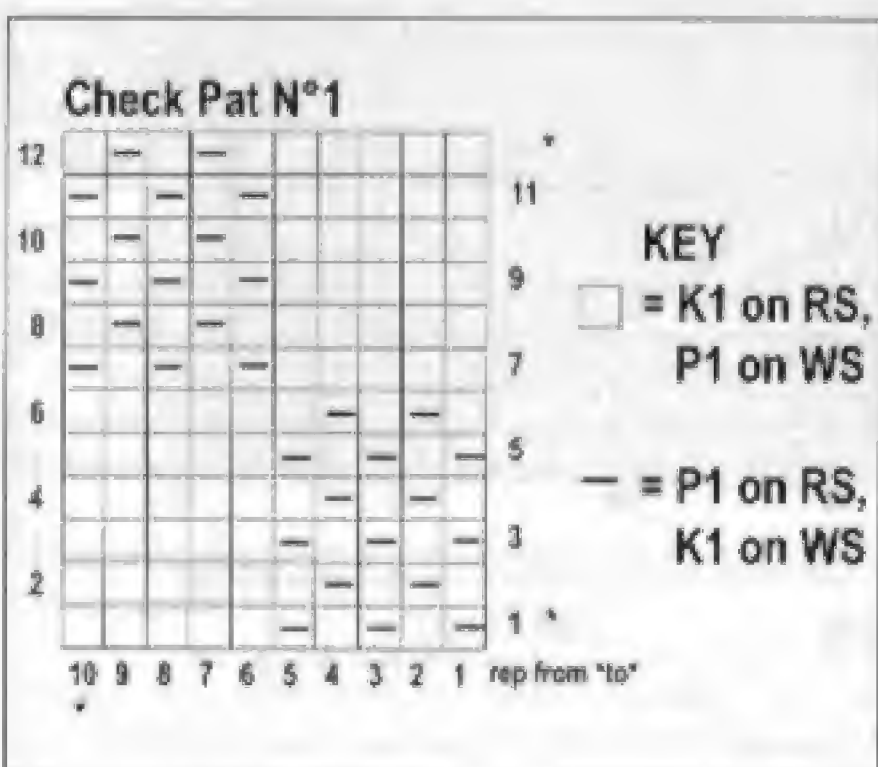 Check Pat N°1
12
*
11
10
9
8
7
6
5
4
3
2
1 *
10 9 8 7 6 5 4 3 2 1 rep from *to*
*
KEY
= K1 on RS,
P1 on WS
= P1 on RS,
K1 on WS